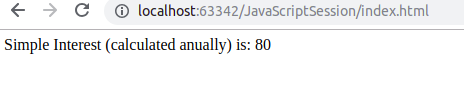 localhost:63342/JavaScriptSession/index.html
Simple Interest (calculated anually) is: 80